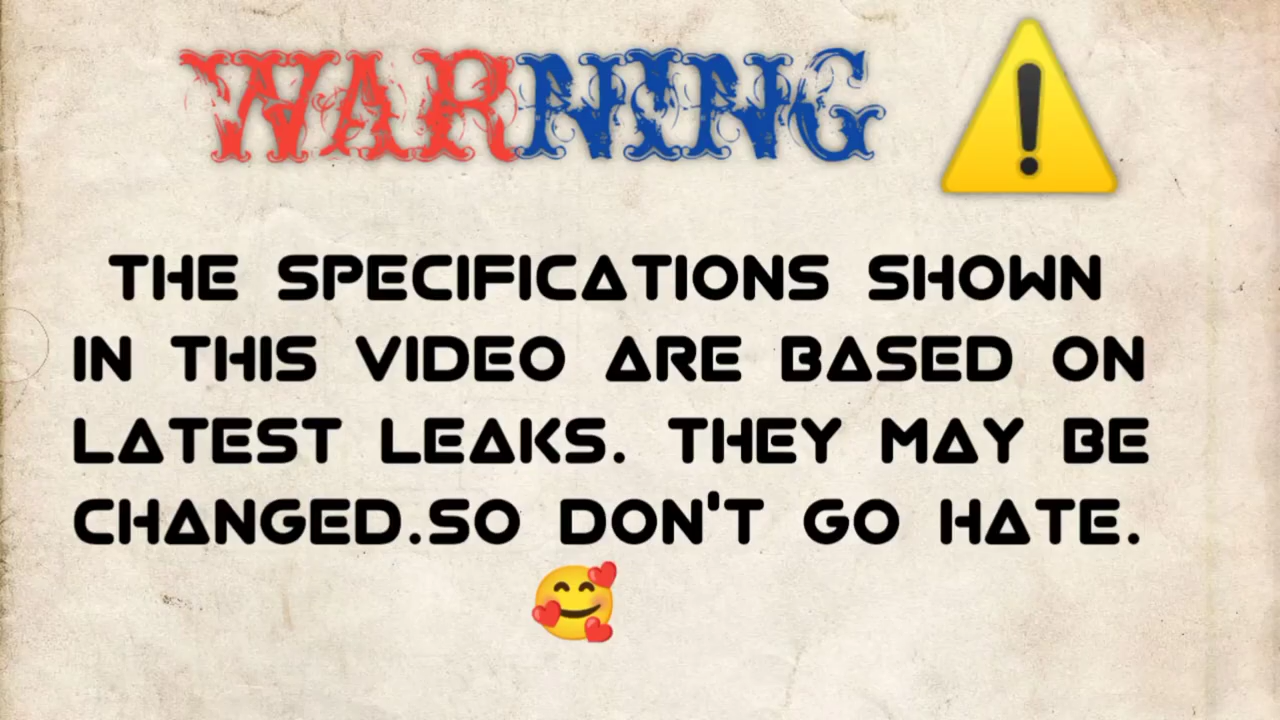 WARNING ⚠️
THE SPECIFICATIONS SHOWN
IN THIS VIDEO ARE BASED ON
LATEST LEAKS. THEY MAY BE
CHANGED.SO DON'T GO HATE.
🥰